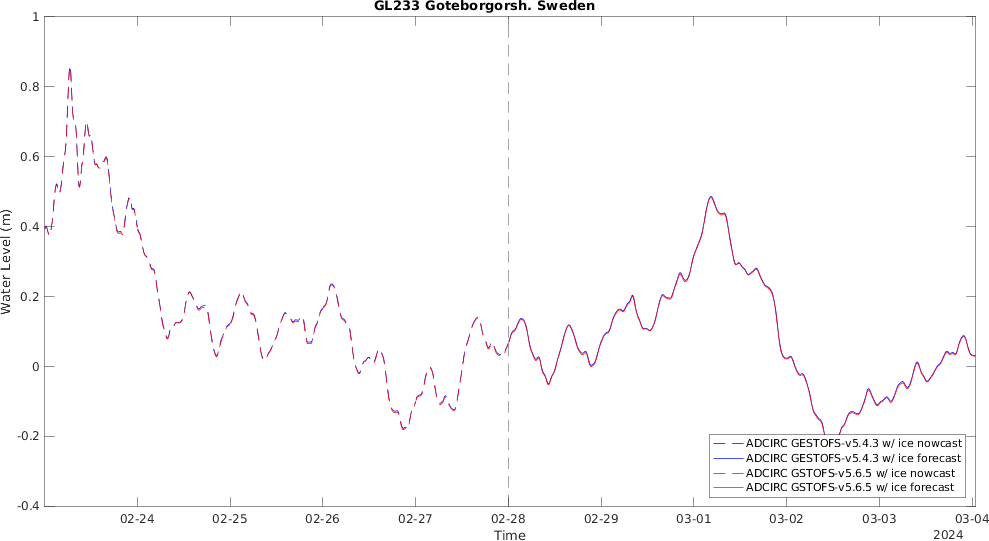 GL233 Goteborgorsh. Sweden
Water Level (m)
1
0.8
0.6
0.4
0.2
0
-0.2
-0.4
ADCIRC GESTOFS-v5.4.3 w/ ice nowcast
ADCIRC GESTOFS-v5.4.3 w/ ice forecast
ADCIRC GSTOFS-v5.6.5 w/ ice nowcast
ADCIRC GSTOFS-v5.6.5 w/ ice forecast
02-24 02-25 02-26 02-27 02-28 02-29 03-01 03-02 03-03 03-04
Time
2024